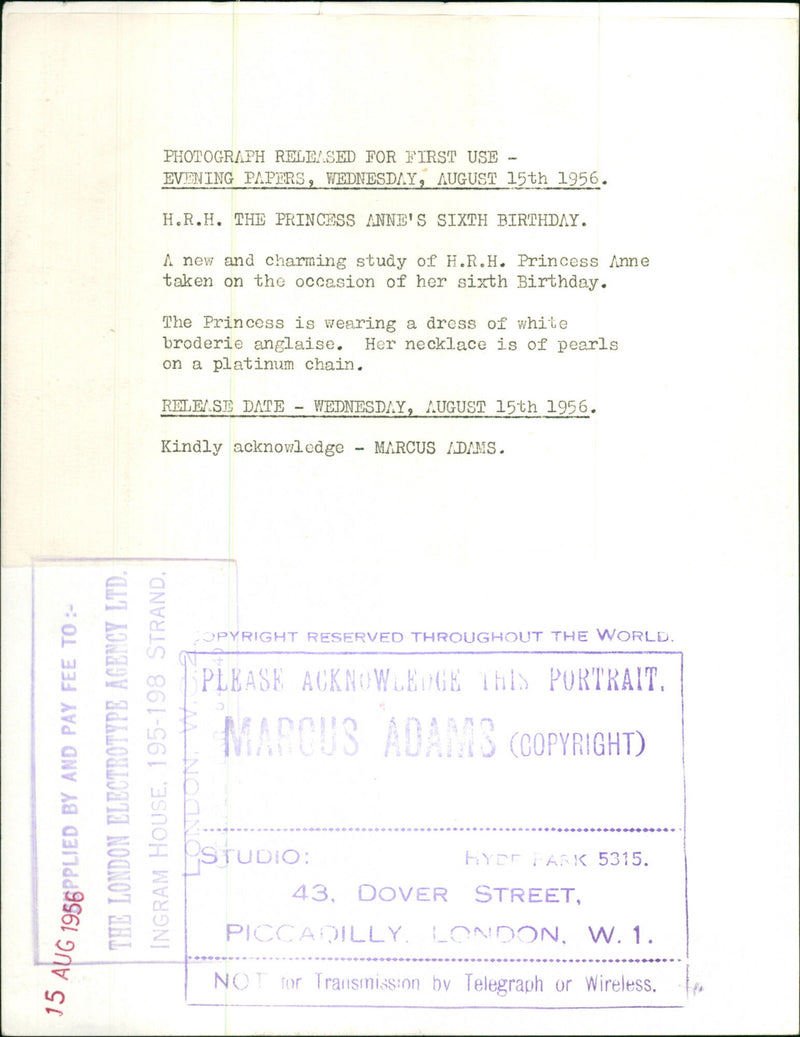 PHOTOGRAPH RELEASED FOR FIRST USE -
EVENING PAPERS, WEDNESDAY, AUGUST 15th 1956.
H.R.H. THE PRINCESS ANNE'S SIXTH BIRTHDAY.
A new and charming study of H.R.H. Princess Anne
taken on the occasion of her sixth Birthday.
The Princess is wearing a dress of white
broderie anglaise. Her necklace is of pearls
on a platinum chain.
RELEASE DATE - WEDNESDAY, AUGUST 15th 1956.
Kindly acknowledge - MARCUS ADAMS.
SUPPLIED BY AND PAY FEE TO :-
THE LONDON ELECTROTYPE AGENCY LTD.
INGRAM HOUSE, 195-198 STRAND,
LONDON, W.C.2
15 AUG 1956
COPYRIGHT RESERVED THROUGHOUT THE WORLD.
PLEASE ACKNOWLEDGE THIS PORTRAIT.
MARCUS ADAMS (COPYRIGHT)
STUDIO: HYDE PARK 5315.
43, DOVER STREET,
PICCADILLY, LONDON, W. 1.
NOT for Transmission by Telegraph or Wireless.